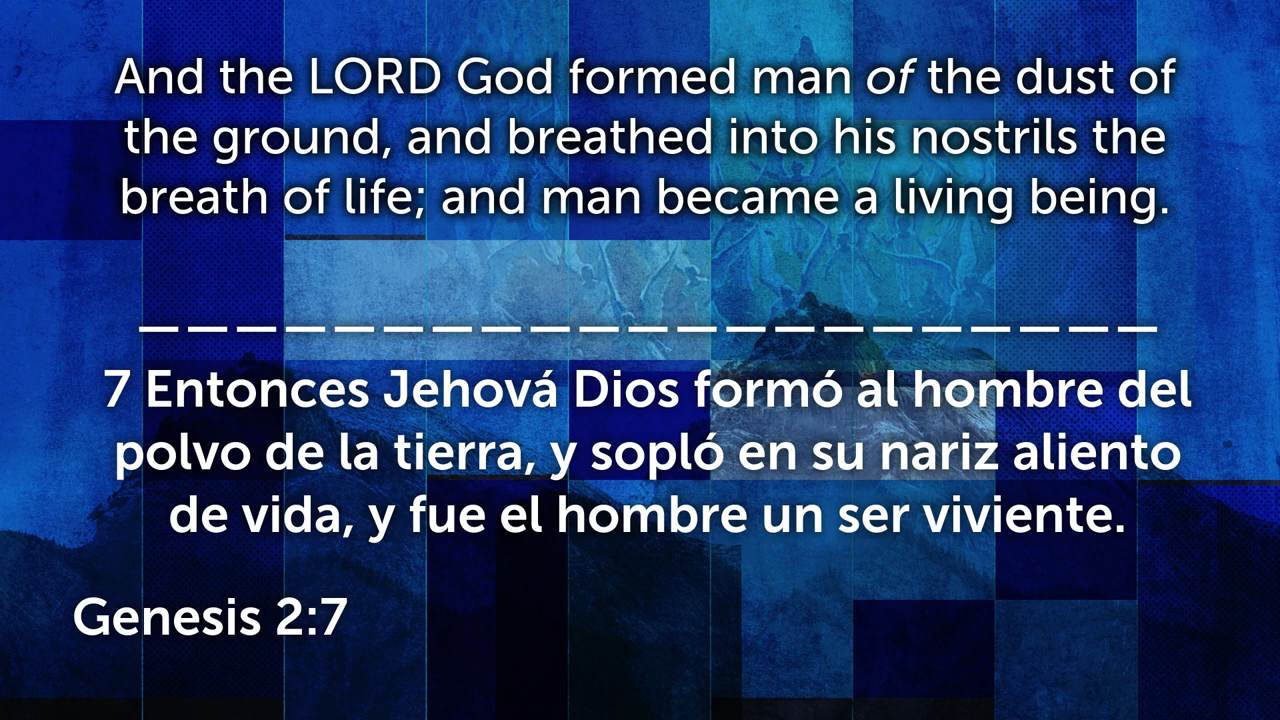 And the LORD God formed man of the dust of
the ground, and breathed into his nostrils the
breath of life; and man became a living being.
_ _ _ _ _ _ _ _ _ _ _ _ _ _ _ _ _ _ _ _ _
7 Entonces Jehová Dios formó al hombre del
polvo de la tierra, y sopló en su nariz aliento
de vida, y fue el hombre un ser viviente.
Genesis 2:7